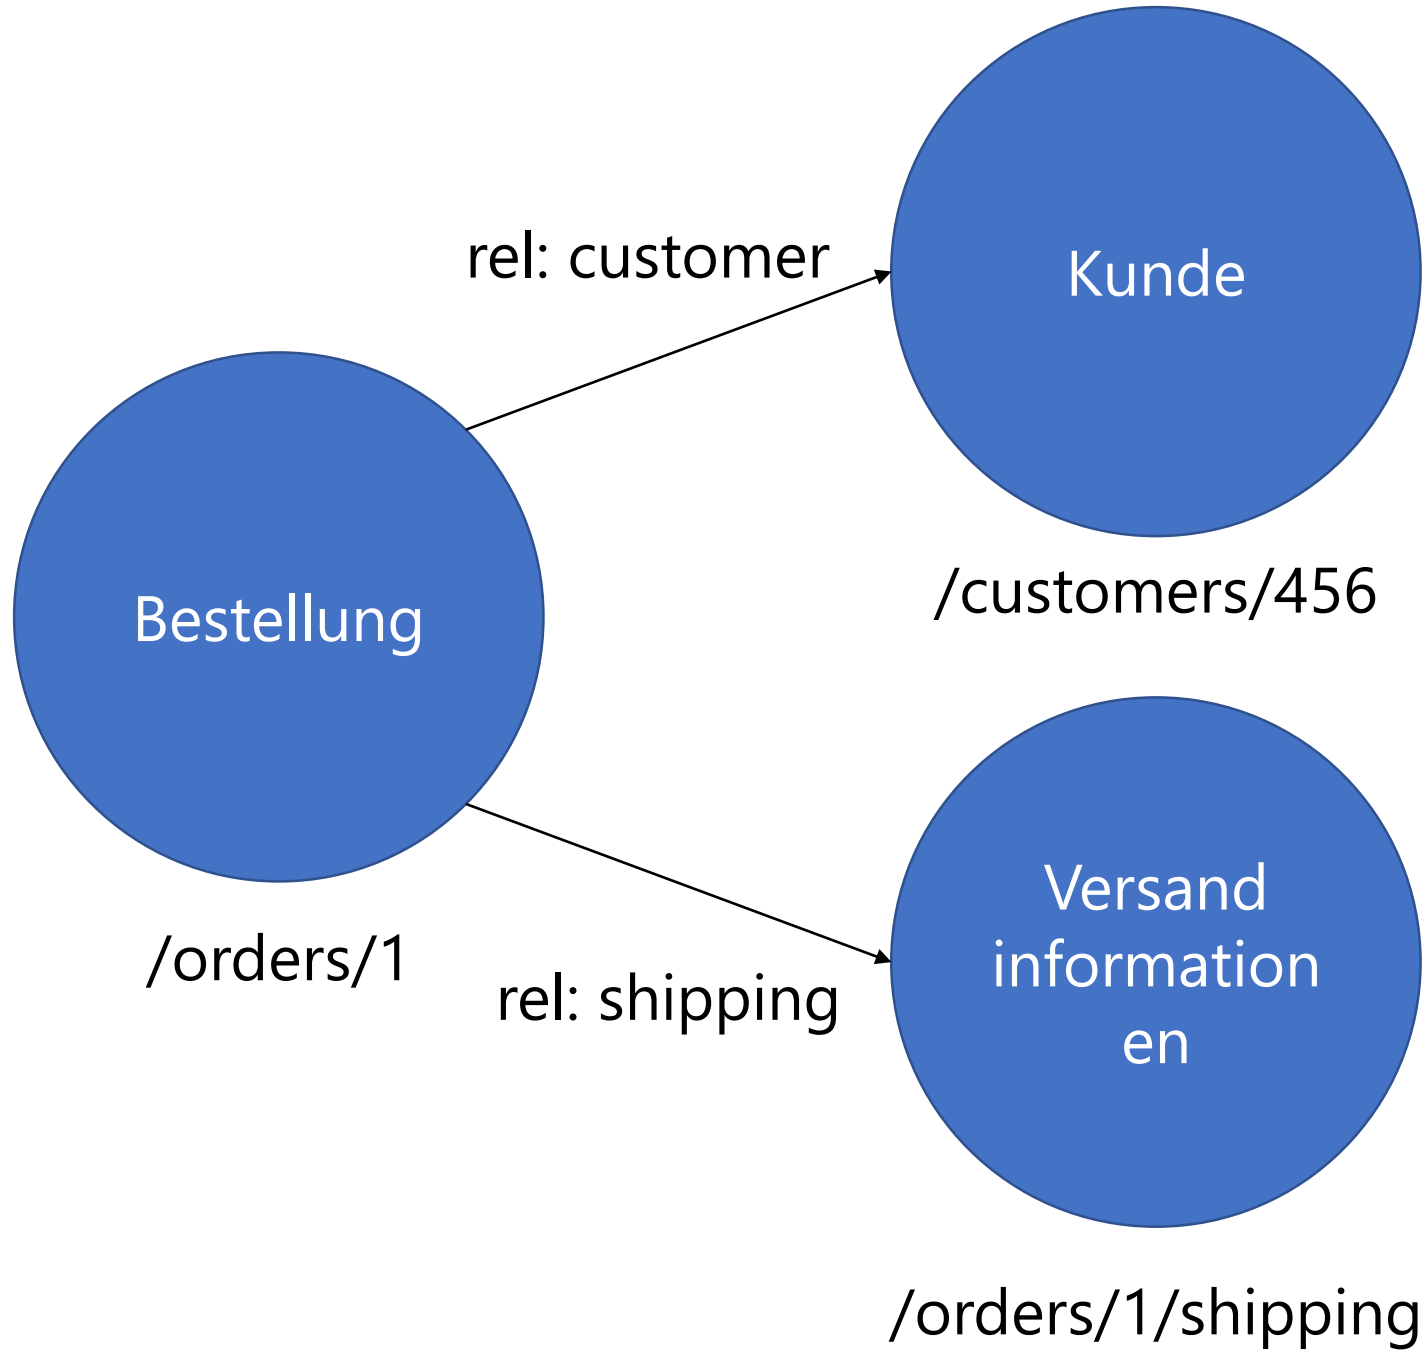 rel: customer
Kunde
/customers/456
Bestellung
/orders/1
rel: shipping
Versand
information
en
/orders/1/shipping